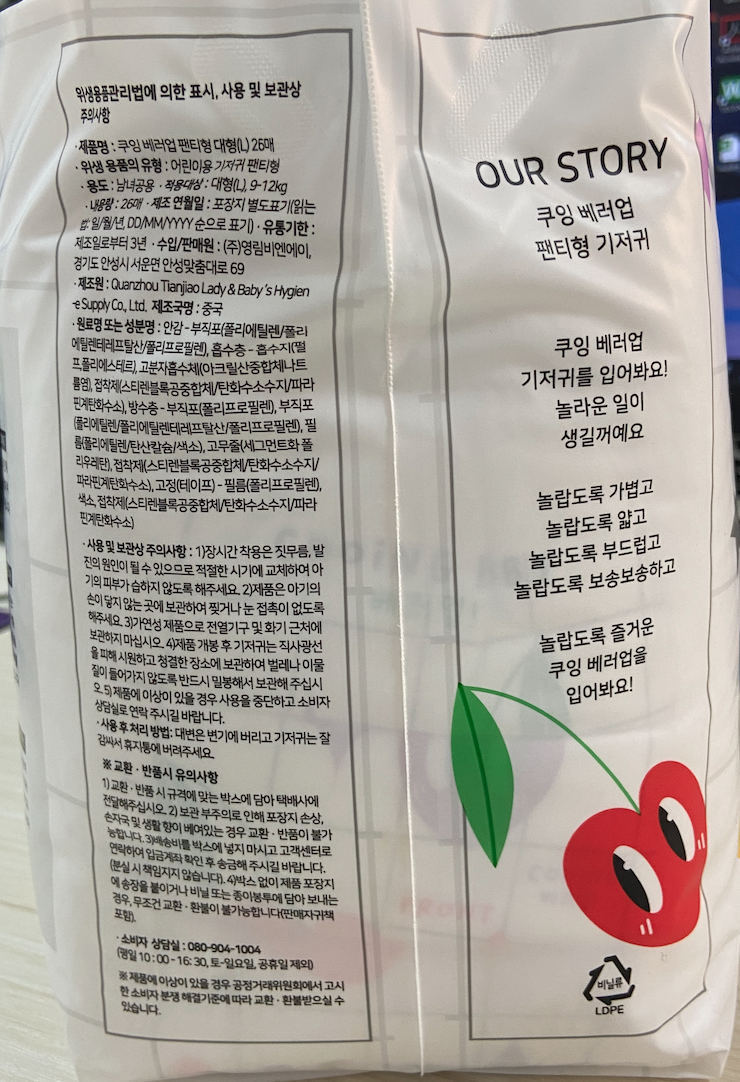 위생용품관리법에 의한 표시, 사용 및 보관상
주의사항
·제품명 : 쿠잉 베러업 팬티형 대형(L) 26매
· 위생 용품의 유형 : 어린이용 기저귀 팬티형
· 용도 : 남녀공용 · 적용대상 : 대형(L), 9-12kg
· 내용량 : 26매 · 제조 연월일 : 포장지 별도표기(읽는
법: 일/월/년, DD/MM/YYYY 순으로 표기) · 유통기한 :
제조일로부터 3년 · 수입/판매원 : (주)영림비엔에이,
경기도 안성시 서운면 안성맞춤대로 69
· 제조원 : Quanzhou Tianjiao Lady & Baby's Hygien
-e Supply Co., Ltd. 제조국명 : 중국
· 원료명 또는 성분명 : 안감 - 부직포(폴리에틸렌/폴리
에틸렌테레프탈산/폴리프로필렌), 흡수층 - 흡수지(펄
프,폴리에스테르), 고분자흡수체(아크릴산중합체나트
륨염), 접착제(스티렌블록공중합체/탄화수소수지/파라
핀계탄화수소), 방수층 - 부직포(폴리프로필렌), 부직포
(폴리에틸렌/폴리에틸렌테레프탈산/폴리프로필렌), 필
름(폴리에틸렌/탄산칼슘/색소), 고무줄(세그먼트화 폴
리우레탄), 접착제(스티렌블록공중합체/탄화수소수지/
파라핀계탄화수소), 고정(테이프) - 필름(폴리프로필렌),
색소, 접착제(스티렌블록공중합체/탄화수소수지/파라
핀계탄화수소)
· 사용 및 보관상 주의사항 : 1)장시간 착용은 짓무름, 발
진의 원인이 될 수 있으므로 적절한 시기에 교체하여 아
기의 피부가 습하지 않도록 해주세요. 2)제품은 아기의
손이 닿지 않는 곳에 보관하여 찢거나 눈 접촉이 없도록
해주세요. 3)가연성 제품으로 전열기구 및 화기 근처에
보관하지 마십시오. 4)제품 개봉 후 기저귀는 직사광선
을 피해 시원하고 청결한 장소에 보관하여 벌레나 이물
질이 들어가지 않도록 반드시 밀봉해서 보관해 주십시
오. 5) 제품에 이상이 있을 경우 사용을 중단하고 소비자
상담실로 연락 주시길 바랍니다.
· 사용 후 처리 방법: 대변은 변기에 버리고 기저귀는 잘
감싸서 휴지통에 버려주세요.
※ 교환 · 반품시 유의사항
1) 교환 · 반품 시 규격에 맞는 박스에 담아 택배사에
전달해주십시오. 2) 보관 부주의로 인해 포장지 손상,
손자국 및 생활 향이 베여있는 경우 교환 · 반품이 불가
능합니다. 3)배송비를 박스에 넣지 마시고 고객센터로
연락하여 입금계좌 확인 후 송금해 주시길 바랍니다.
(분실 시 책임지지 않습니다). 4)박스 없이 제품 포장지
에 송장을 붙이거나 비닐 또는 종이봉투에 담아 보내는
경우, 무조건 교환 · 환불이 불가능합니다(판매자귀책
포함).
· 소비자 상담실 : 080-904-1004
(평일 10 : 00 - 16 : 30, 토·일요일, 공휴일 제외)
※ 제품에 이상이 있을 경우 공정거래위원회에서 고시
한 소비자 분쟁 해결기준에 따라 교환 · 환불받으실 수
있습니다.
OUR STORY
쿠잉 베러업
팬티형 기저귀
쿠잉 베러업
기저귀를 입어봐요!
놀라운 일이
생길꺼예요
놀랍도록 가볍고
놀랍도록 얇고
놀랍도록 부드럽고
놀랍도록 보송보송하고
놀랍도록 즐거운
쿠잉 베러업을
입어봐요!
비닐류
LDPE